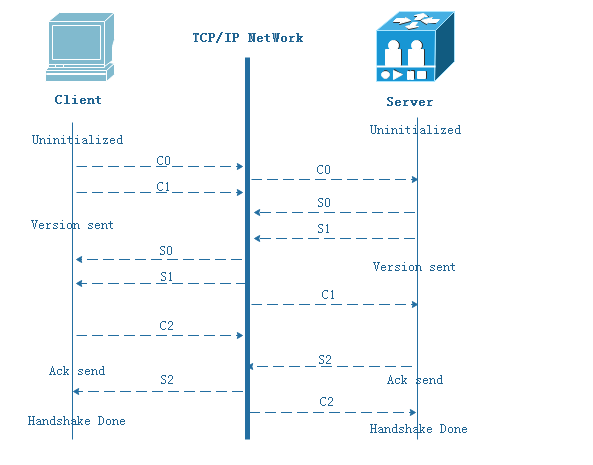 TCP/IP NetWork
Client
Server
Uninitialized
Uninitialized
C0
C0
C1
S0
Version sent
S1
S0
Version sent
S1
C1
C2
S2
Ack send
S2
Ack send
C2
Handshake Done
Handshake Done